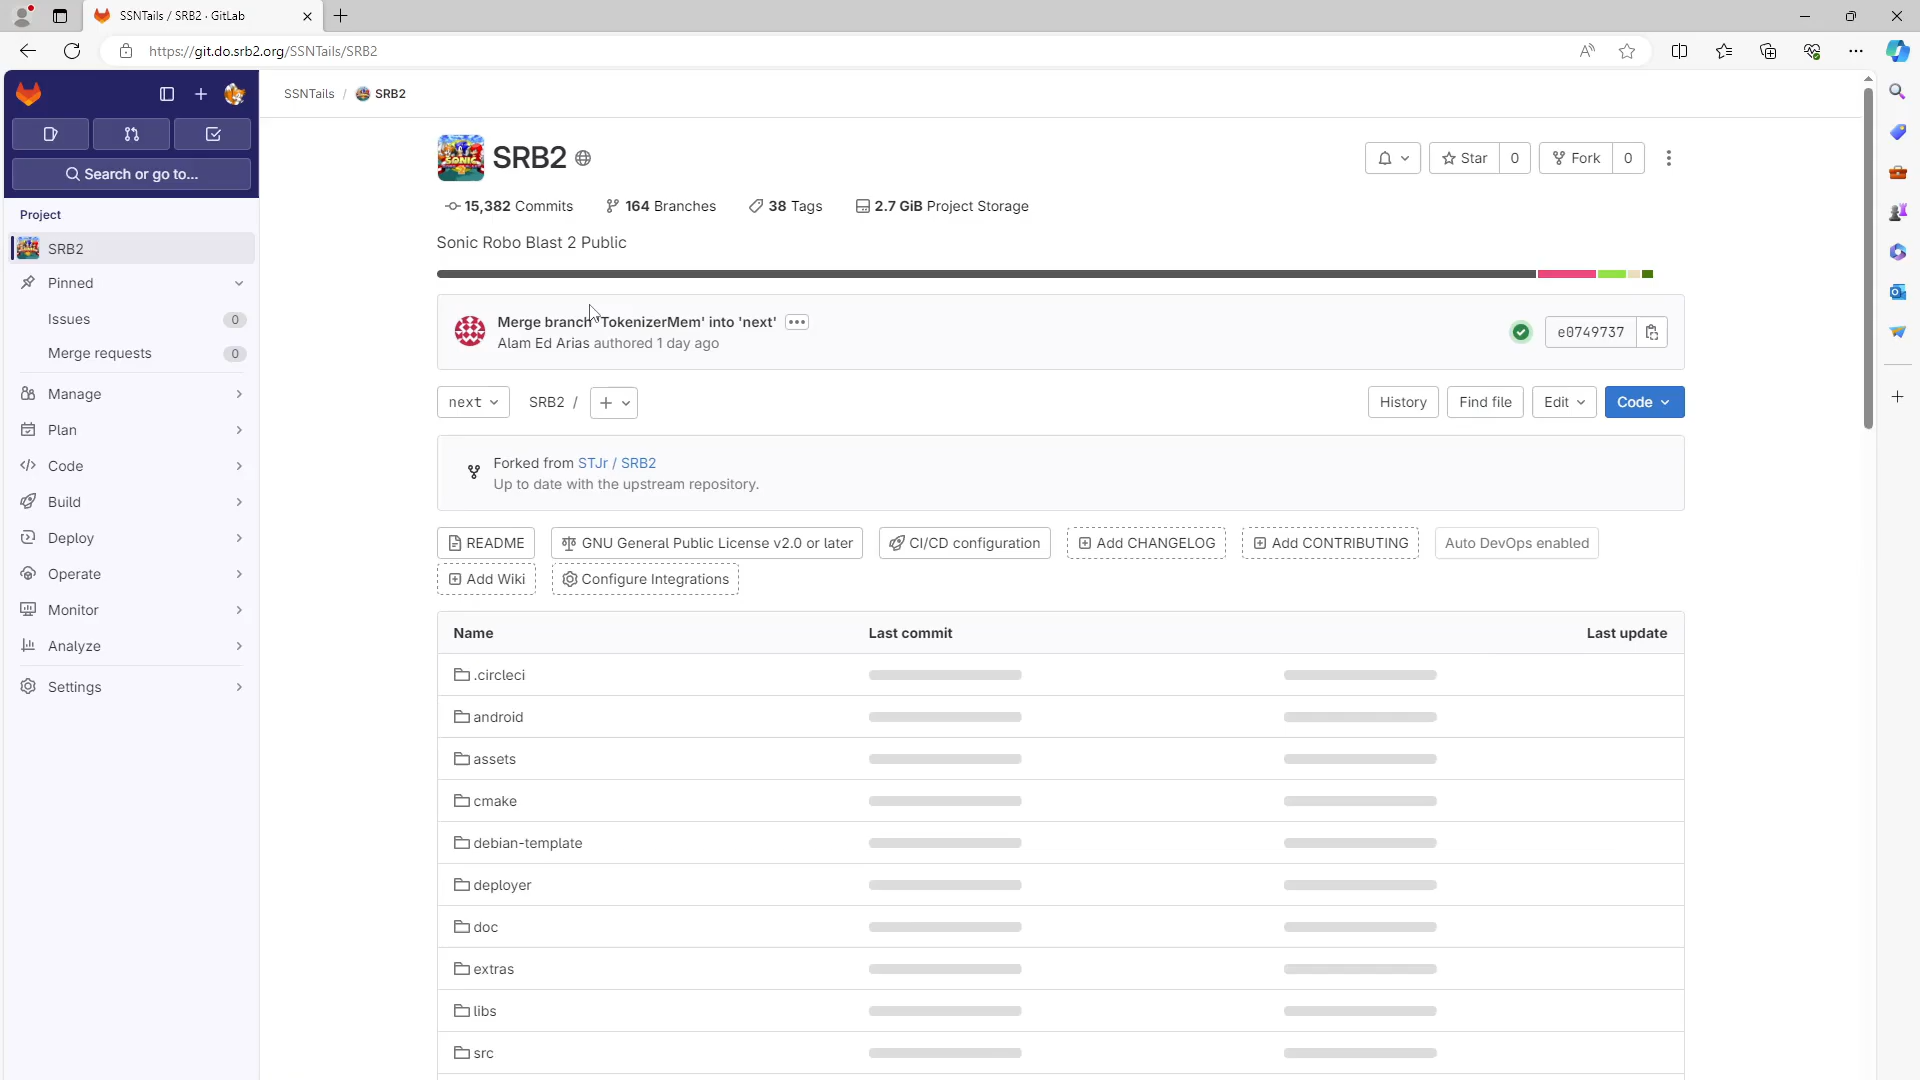 SSNTails / SRB2 · GitLab
https://git.do.srb2.org/SSNTails/SRB2
SSNTails / SRB2
Search or go to...
Project
SRB2
Pinned
Issues 0
Merge requests 0
Manage
Plan
Code
Build
Deploy
Operate
Monitor
Analyze
Settings
SRB2
Star 0
Fork 0
15,382 Commits
164 Branches
38 Tags
2.7 GiB Project Storage
Sonic Robo Blast 2 Public
Merge branch 'TokenizerMem' into 'next'
Alam Ed Arias authored 1 day ago
e0749737
next
SRB2 /
History
Find file
Edit
Code
Forked from STJr / SRB2
Up to date with the upstream repository.
README
GNU General Public License v2.0 or later
CI/CD configuration
Add CHANGELOG
Add CONTRIBUTING
Auto DevOps enabled
Add Wiki
Configure Integrations
Name Last commit Last update
.circleci
android
assets
cmake
debian-template
deployer
doc
extras
libs
src